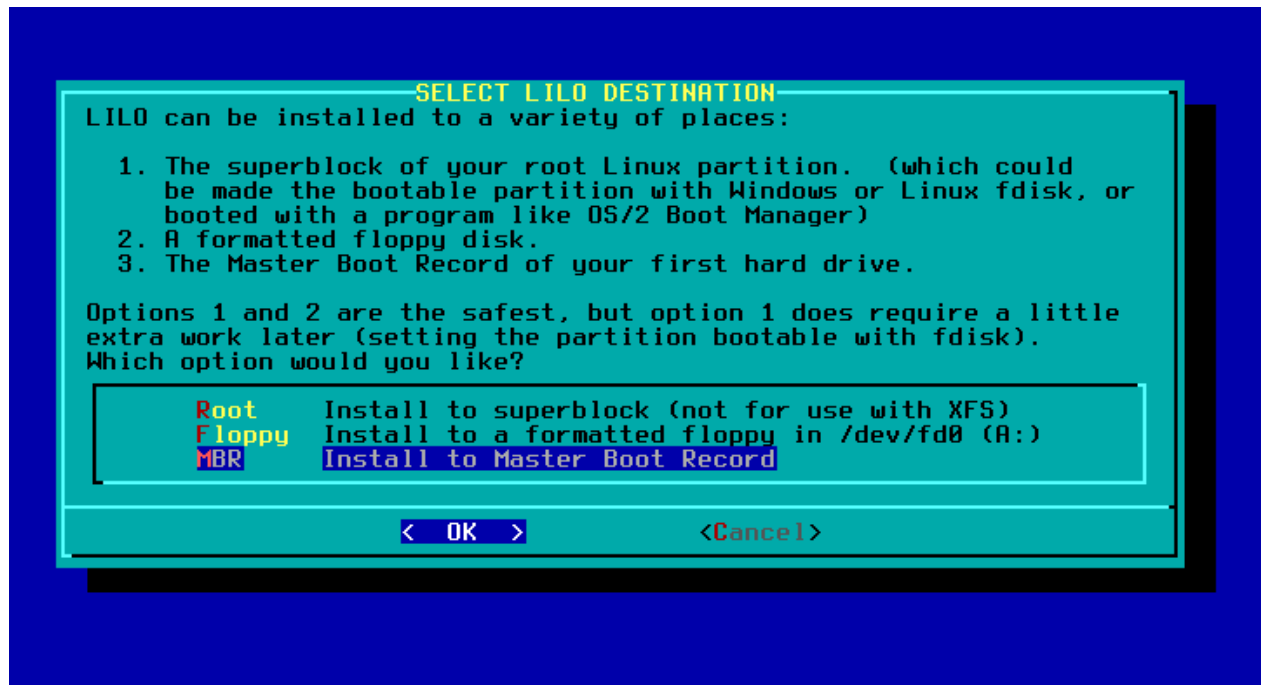 SELECT LILO DESTINATION
LILO can be installed to a variety of places:
1. The superblock of your root Linux partition.  (which could
be made the bootable partition with Windows or Linux fdisk, or
booted with a program like OS/2 Boot Manager)
2. A formatted floppy disk.
3. The Master Boot Record of your first hard drive.
Options 1 and 2 are the safest, but option 1 does require a little
extra work later (setting the partition bootable with fdisk).
Which option would you like?
Root    Install to superblock (not for use with XFS)
Floppy  Install to a formatted floppy in /dev/fd0 (A:)
MBR     Install to Master Boot Record
<  OK  >    <Cancel>